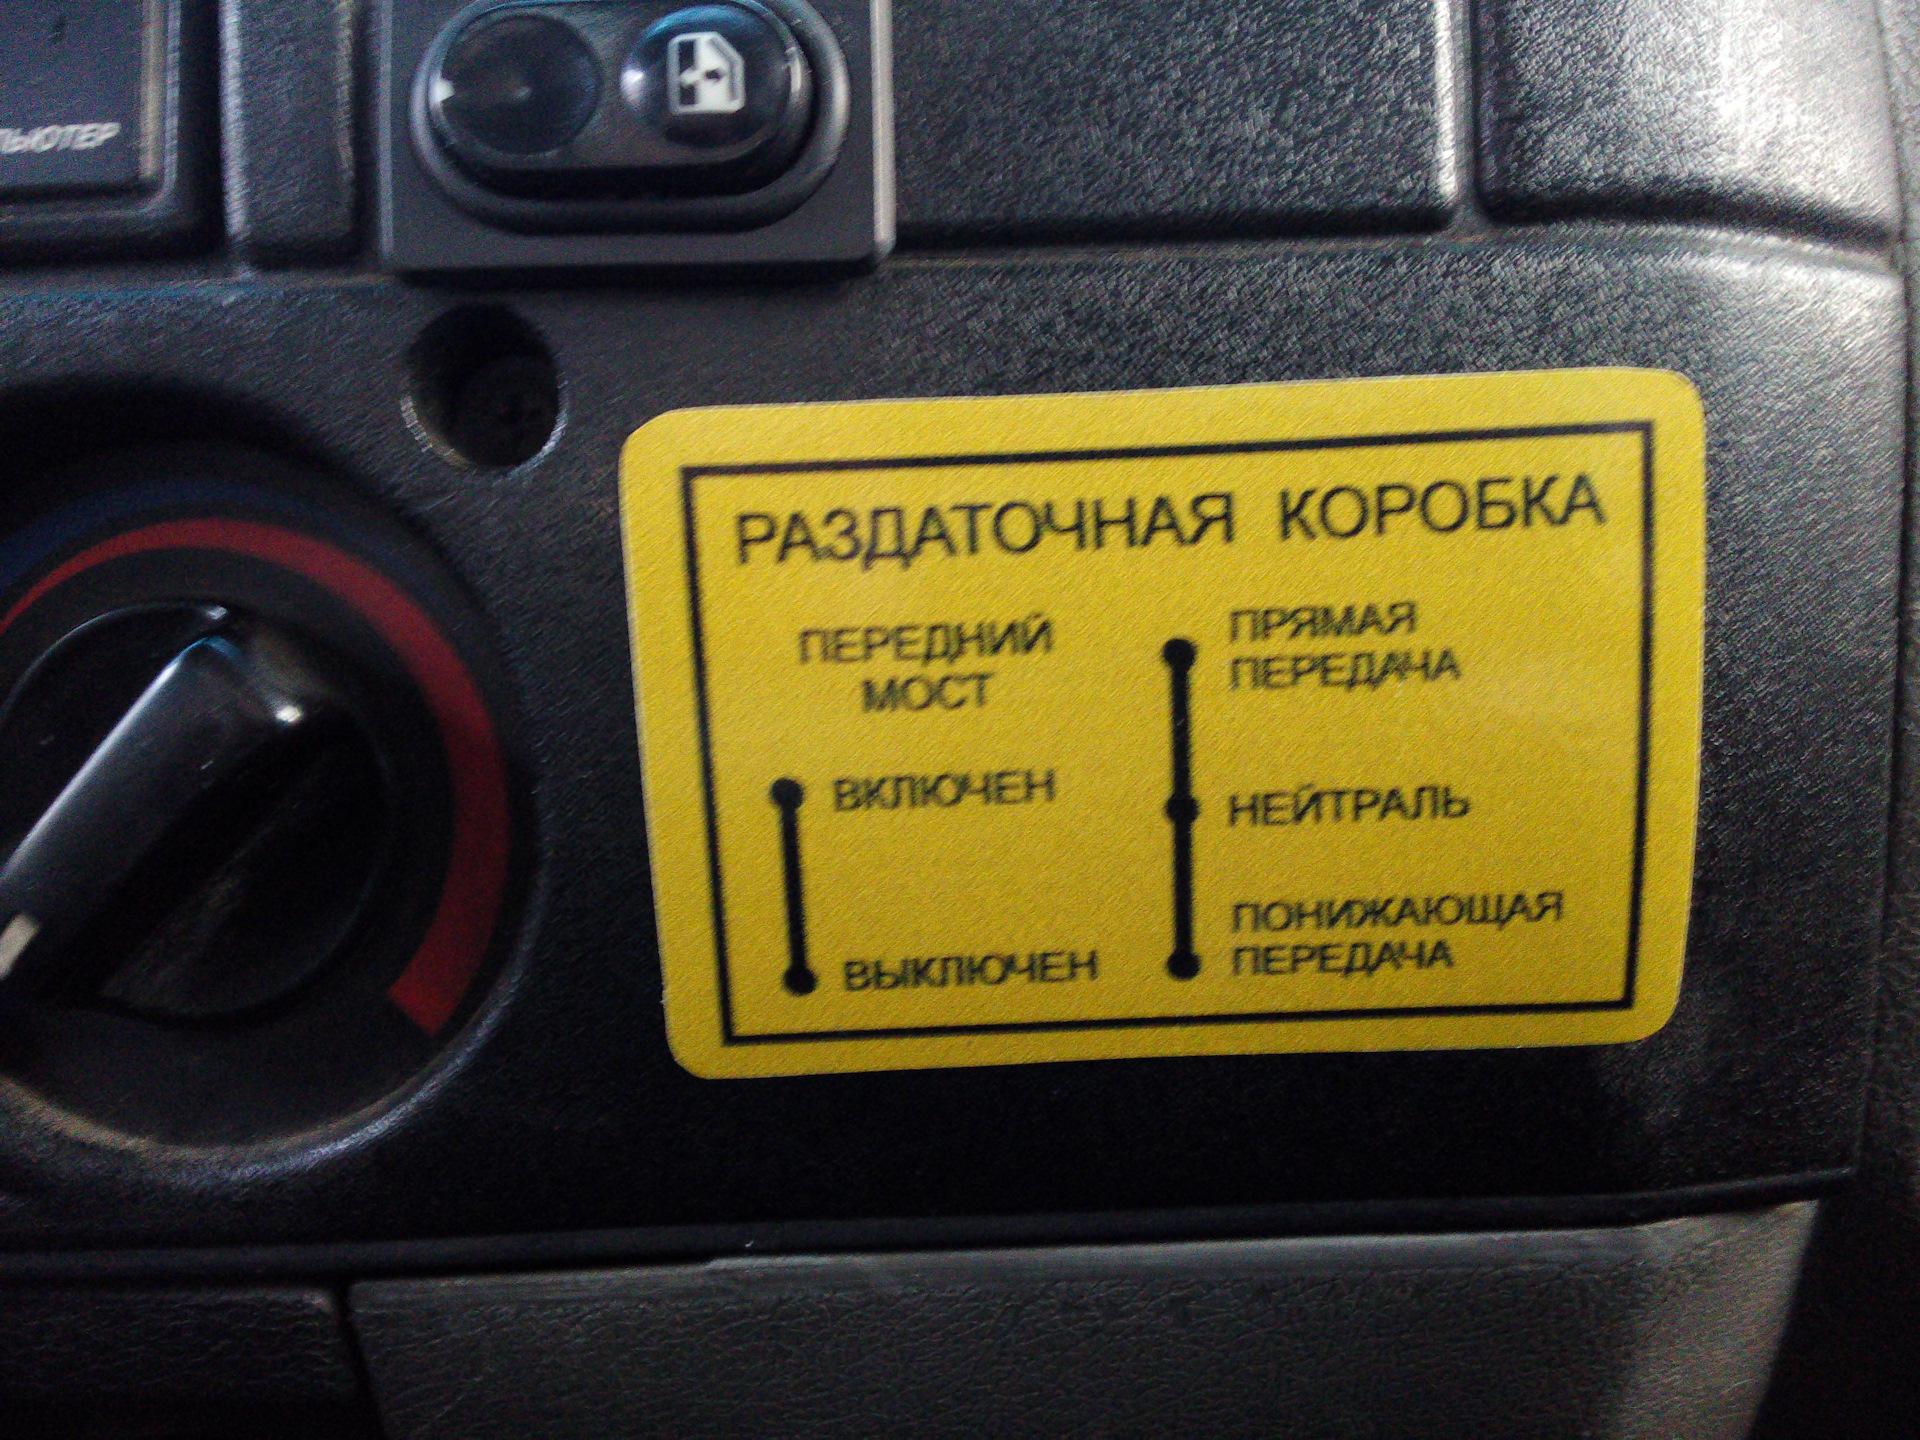 РАЗДАТОЧНАЯ КОРОБКА
ПЕРЕДНИЙ
МОСТ
ВКЛЮЧЕН
ВЫКЛЮЧЕН
ПРЯМАЯ
ПЕРЕДАЧА
НЕЙТРАЛЬ
ПОНИЖАЮЩАЯ
ПЕРЕДАЧА